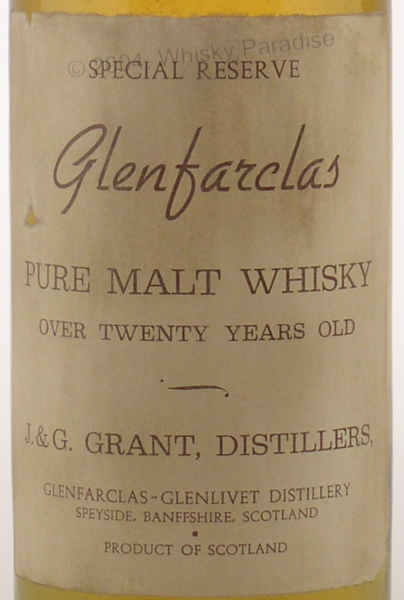 © 2004 Whisky Paradise
SPECIAL RESERVE
Glenfarclas
PURE MALT WHISKY
OVER TWENTY YEARS OLD
J. & G. GRANT, DISTILLERS,
GLENFARCLAS-GLENLIVET DISTILLERY
SPEYSIDE, BANFFSHIRE, SCOTLAND
•
PRODUCT OF SCOTLAND